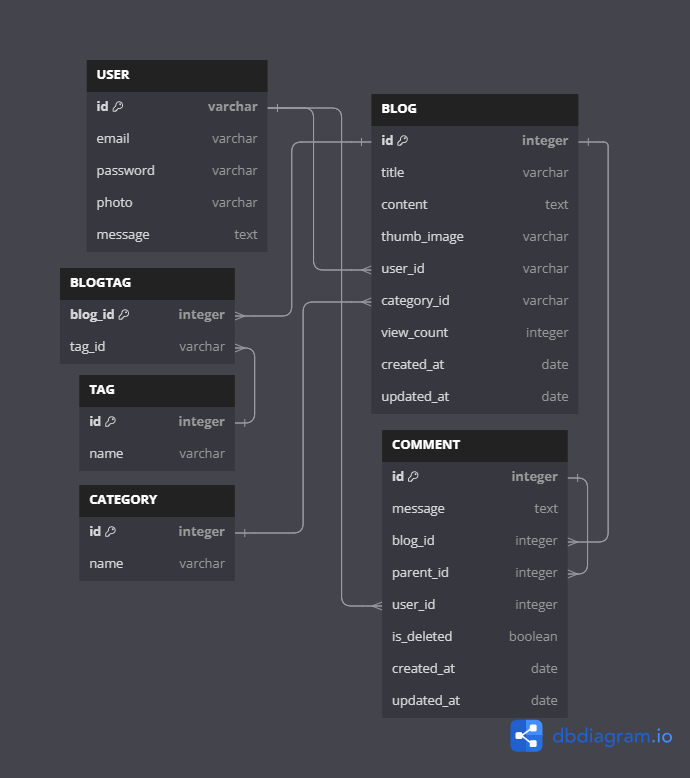 USER
id varchar
email varchar
password varchar
photo varchar
message text
BLOGTAG
blog_id integer
tag_id varchar
TAG
id integer
name varchar
CATEGORY
id integer
name varchar
BLOG
id integer
title varchar
content text
thumb_image varchar
user_id varchar
category_id varchar
view_count integer
created_at date
updated_at date
COMMENT
id integer
message text
blog_id integer
parent_id integer
user_id integer
is_deleted boolean
created_at date
updated_at date
dbdiagram.io